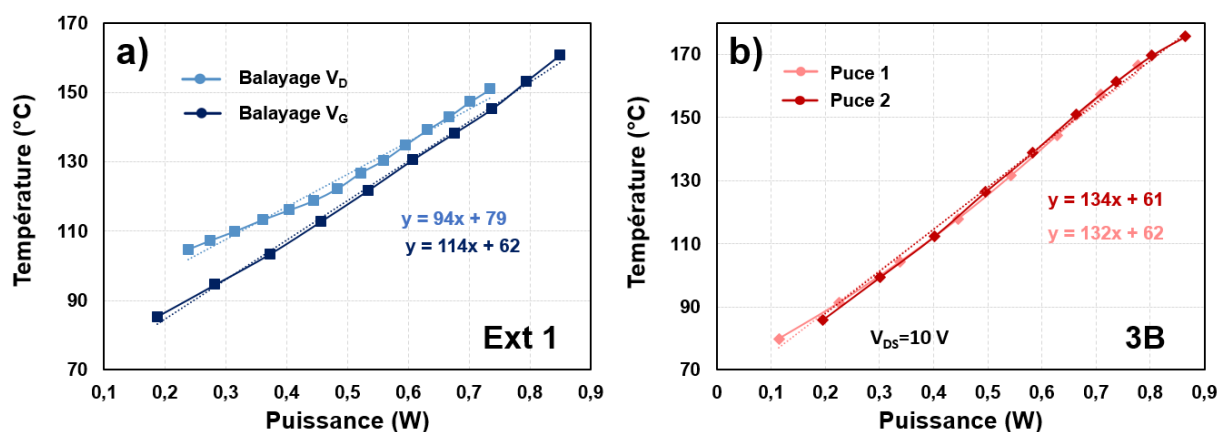 a)
Balayage V_D
Balayage V_G
y = 94x + 79
y = 114x + 62
Ext 1
Température (°C)
170
150
130
110
90
70
0,1 0,2 0,3 0,4 0,5 0,6 0,7 0,8 0,9
Puissance (W)
b)
Puce 1
Puce 2
y = 134x + 61
y = 132x + 62
V_DS=10 V
3B
Température (°C)
170
150
130
110
90
70
0 0,1 0,2 0,3 0,4 0,5 0,6 0,7 0,8 0,9
Puissance (W)